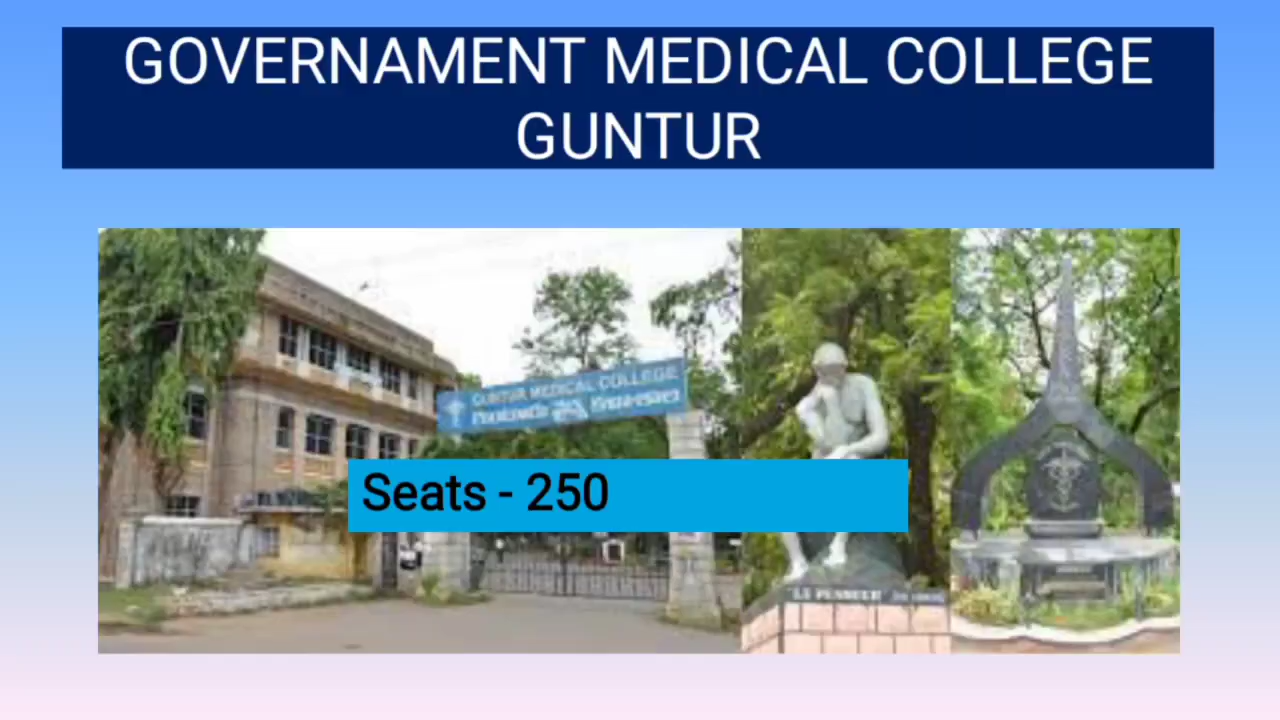 GOVERNAMENT MEDICAL COLLEGE
GUNTUR
GUNTUR MEDICAL COLLEGE
Seats - 250
LE PENSEUR